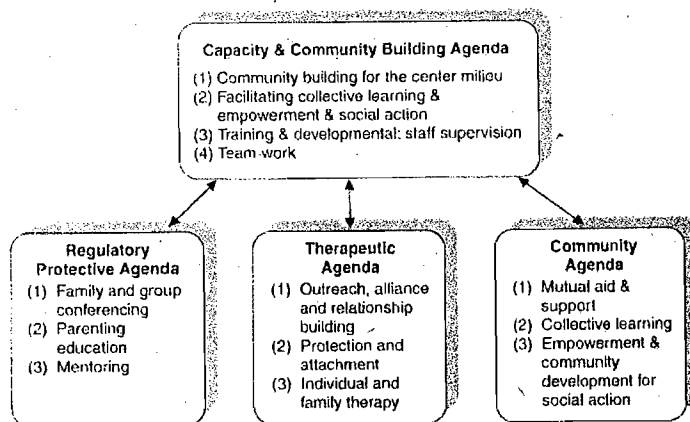 Capacity & Community Building Agenda
(1) Community building for the center milieu
(2) Facilitating collective learning &
empowerment & social action
(3) Training & developmental: staff supervision
(4) Team work
Regulatory
Protective Agenda
(1) Family and group
conferencing
(2) Parenting
education
(3) Mentoring
Therapeutic
Agenda
(1) Outreach, alliance
and relationship
building
(2) Protection and
attachment
(3) Individual and
family therapy
Community
Agenda
(1) Mutual aid &
support
(2) Collective learning
(3) Empowerment &
community
development for
social action